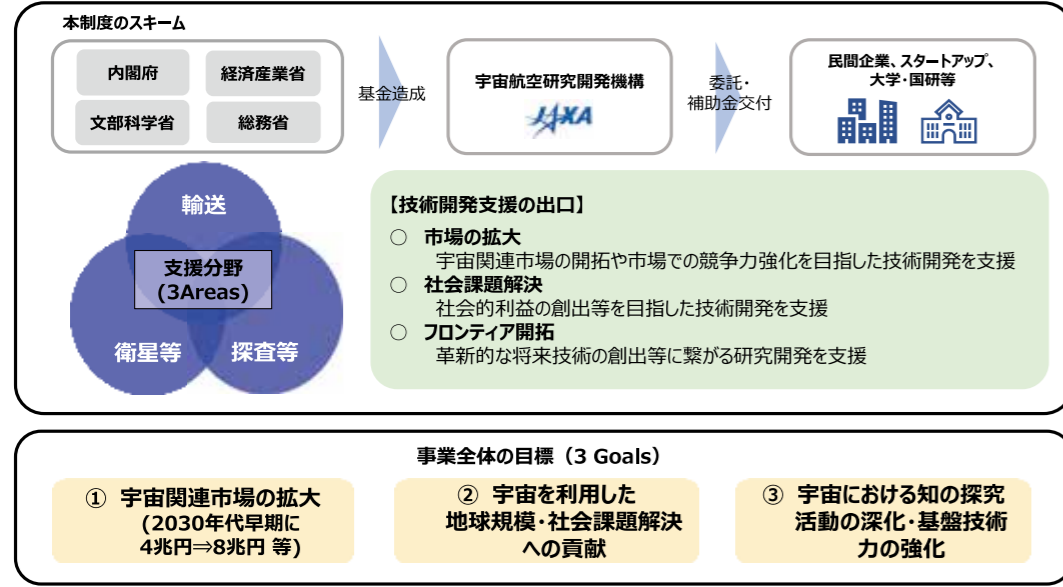 本制度のスキーム
内閣府
経済産業省
文部科学省
総務省
基金造成
宇宙航空研究開発機構
JAXA
委託・
補助金交付
民間企業、スタートアップ、
大学・国研等
輸送
支援分野
(3Areas)
衛星等
探査等
【技術開発支援の出口】
○ 市場の拡大
宇宙関連市場の開拓や市場での競争力強化を目指した技術開発を支援
○ 社会課題解決
社会的利益の創出等を目指した技術開発を支援
○ フロンティア開拓
革新的な将来技術の創出等に繋がる研究開発を支援
事業全体の目標（3 Goals）
① 宇宙関連市場の拡大
(2030年代早期に
4兆円⇒8兆円 等)
② 宇宙を利用した
地球規模・社会課題解決
への貢献
③ 宇宙における知の探究
活動の深化・基盤技術
力の強化